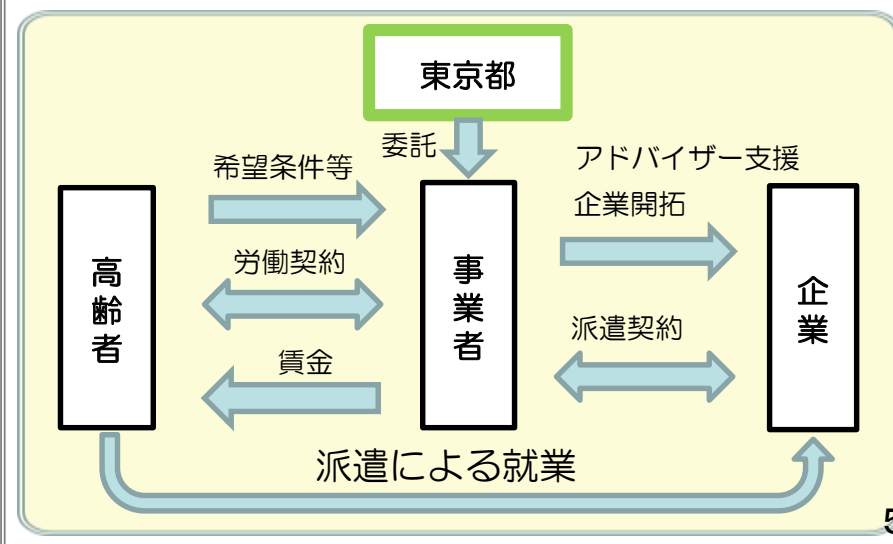 東京都
委託
希望条件等
アドバイザー支援
企業開拓
高齢者
労働契約
事業者
企業
派遣契約
賃金
派遣による就業
5